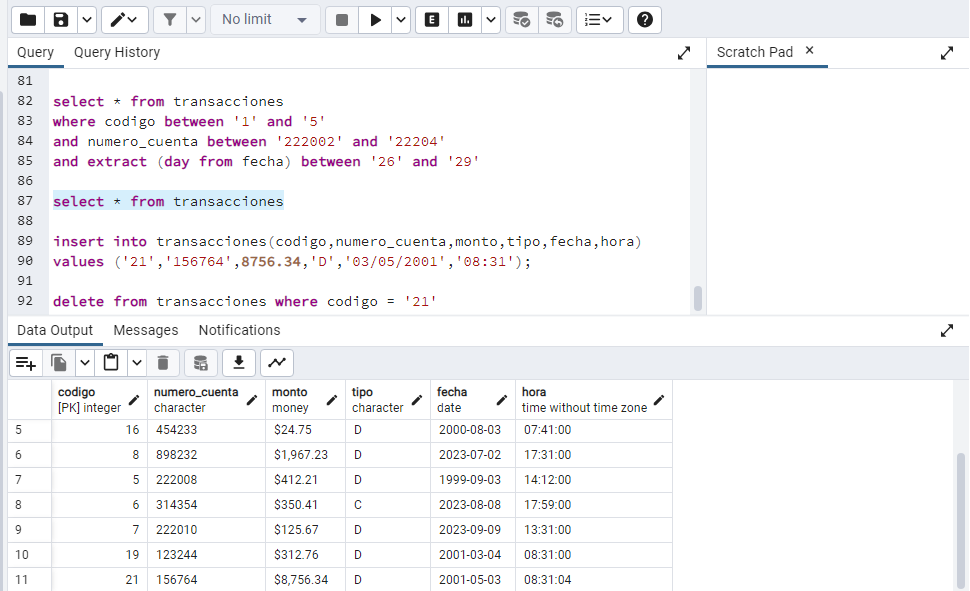 No limit
E
Query Query History
Scratch Pad ×
81
82 select * from transacciones
83 where codigo between '1' and '5'
84 and numero_cuenta between '222002' and '22204'
85 and extract (day from fecha) between '26' and '29'
86
87 select * from transacciones
88
89 insert into transacciones(codigo,numero_cuenta,monto,tipo,fecha,hora)
90 values ('21','156764',8756.34,'D','03/05/2001','08:31');
91
92 delete from transacciones where codigo = '21'
Data Output Messages Notifications
codigo numero_cuenta monto tipo fecha hora
[PK] integer character money character date time without time zone
5 16 454233 $24.75 D 2000-08-03 07:41:00
6 8 898232 $1,967.23 D 2023-07-02 17:31:00
7 5 222008 $412.21 D 1999-09-03 14:12:00
8 6 314354 $350.41 C 2023-08-08 17:59:00
9 7 222010 $125.67 D 2023-09-09 13:31:00
10 19 123244 $312.76 D 2001-03-04 08:31:00
11 21 156764 $8,756.34 D 2001-05-03 08:31:04